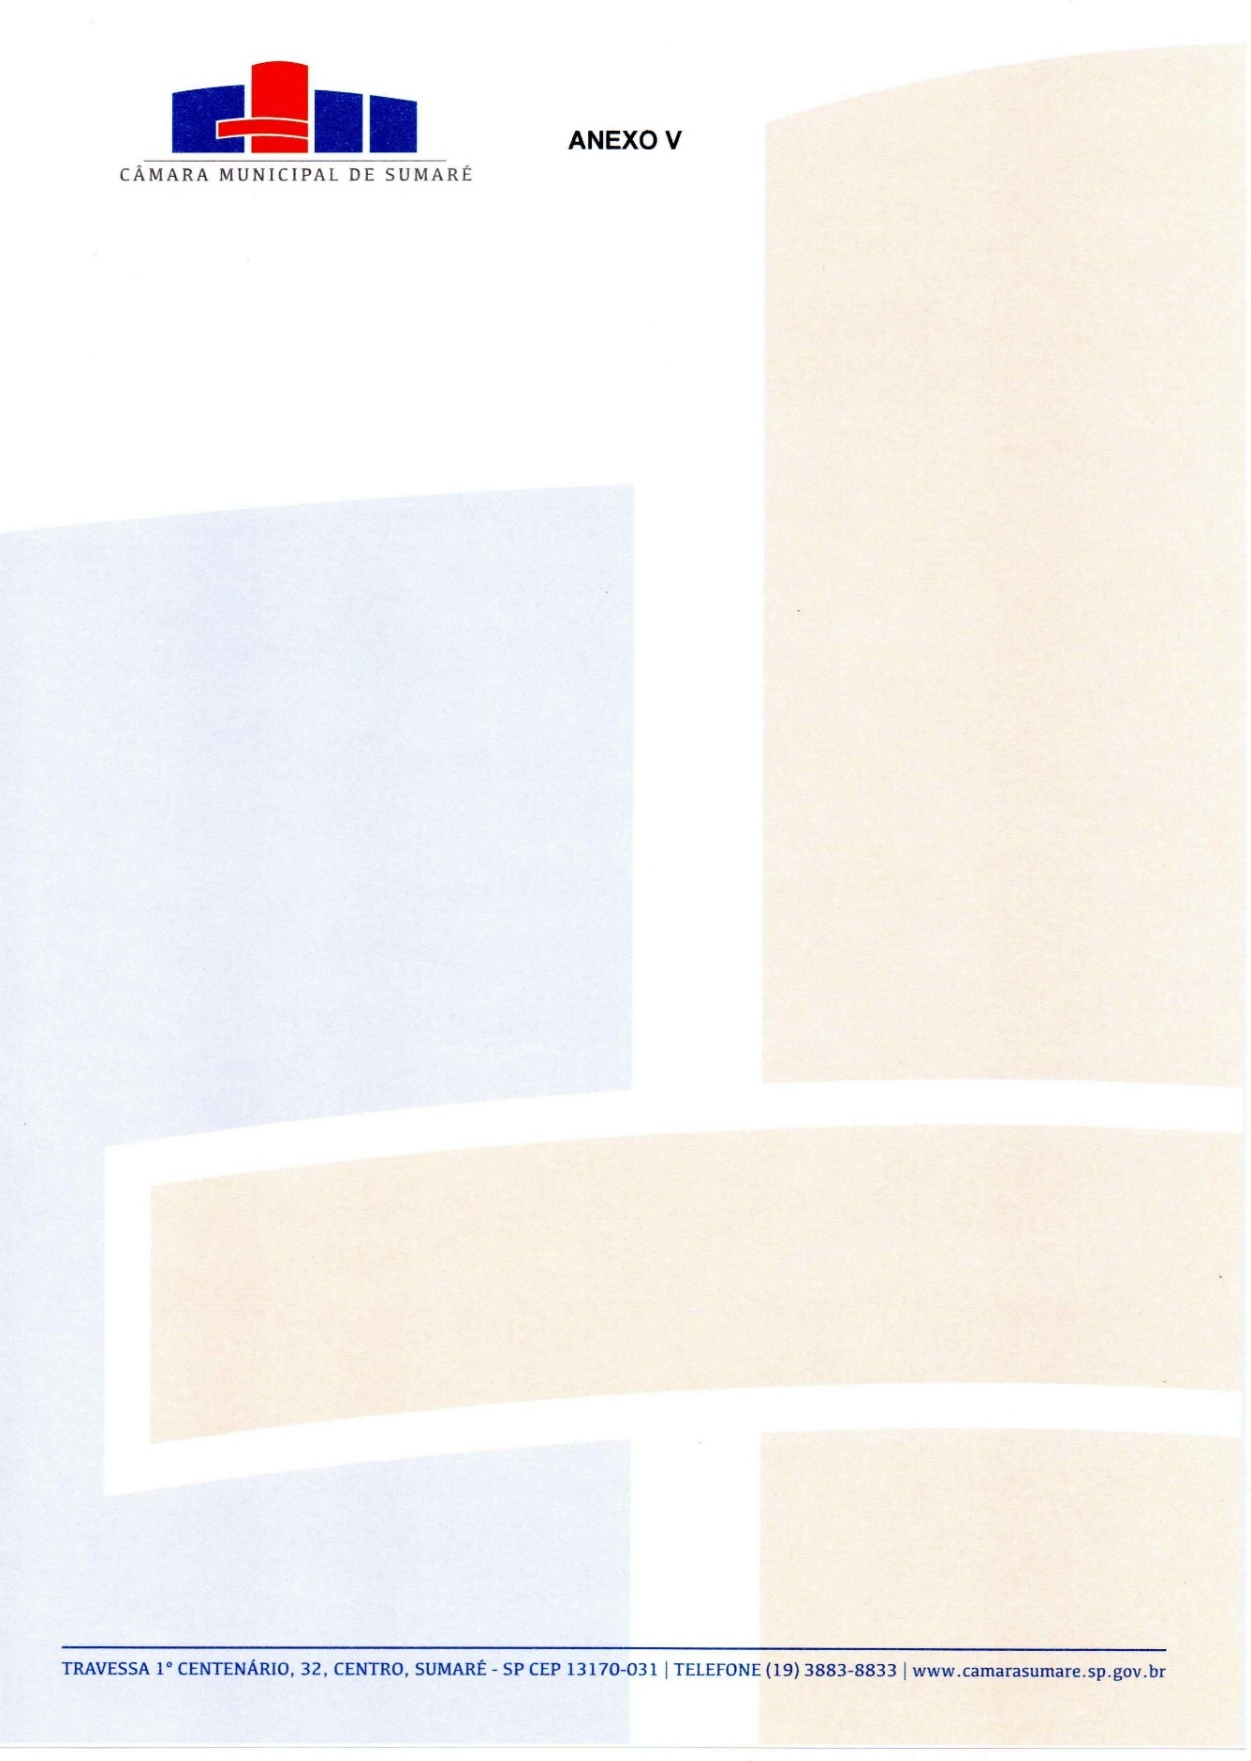 ANEXO V
CÂMARA MUNICIPAL DE SUMARÉ
TRAVESSA 1º CENTENÁRIO, 32, CENTRO, SUMARÉ - SP CEP 13170-031 | TELEFONE (19) 3883-8833 | www.camarasumare.sp.gov.br